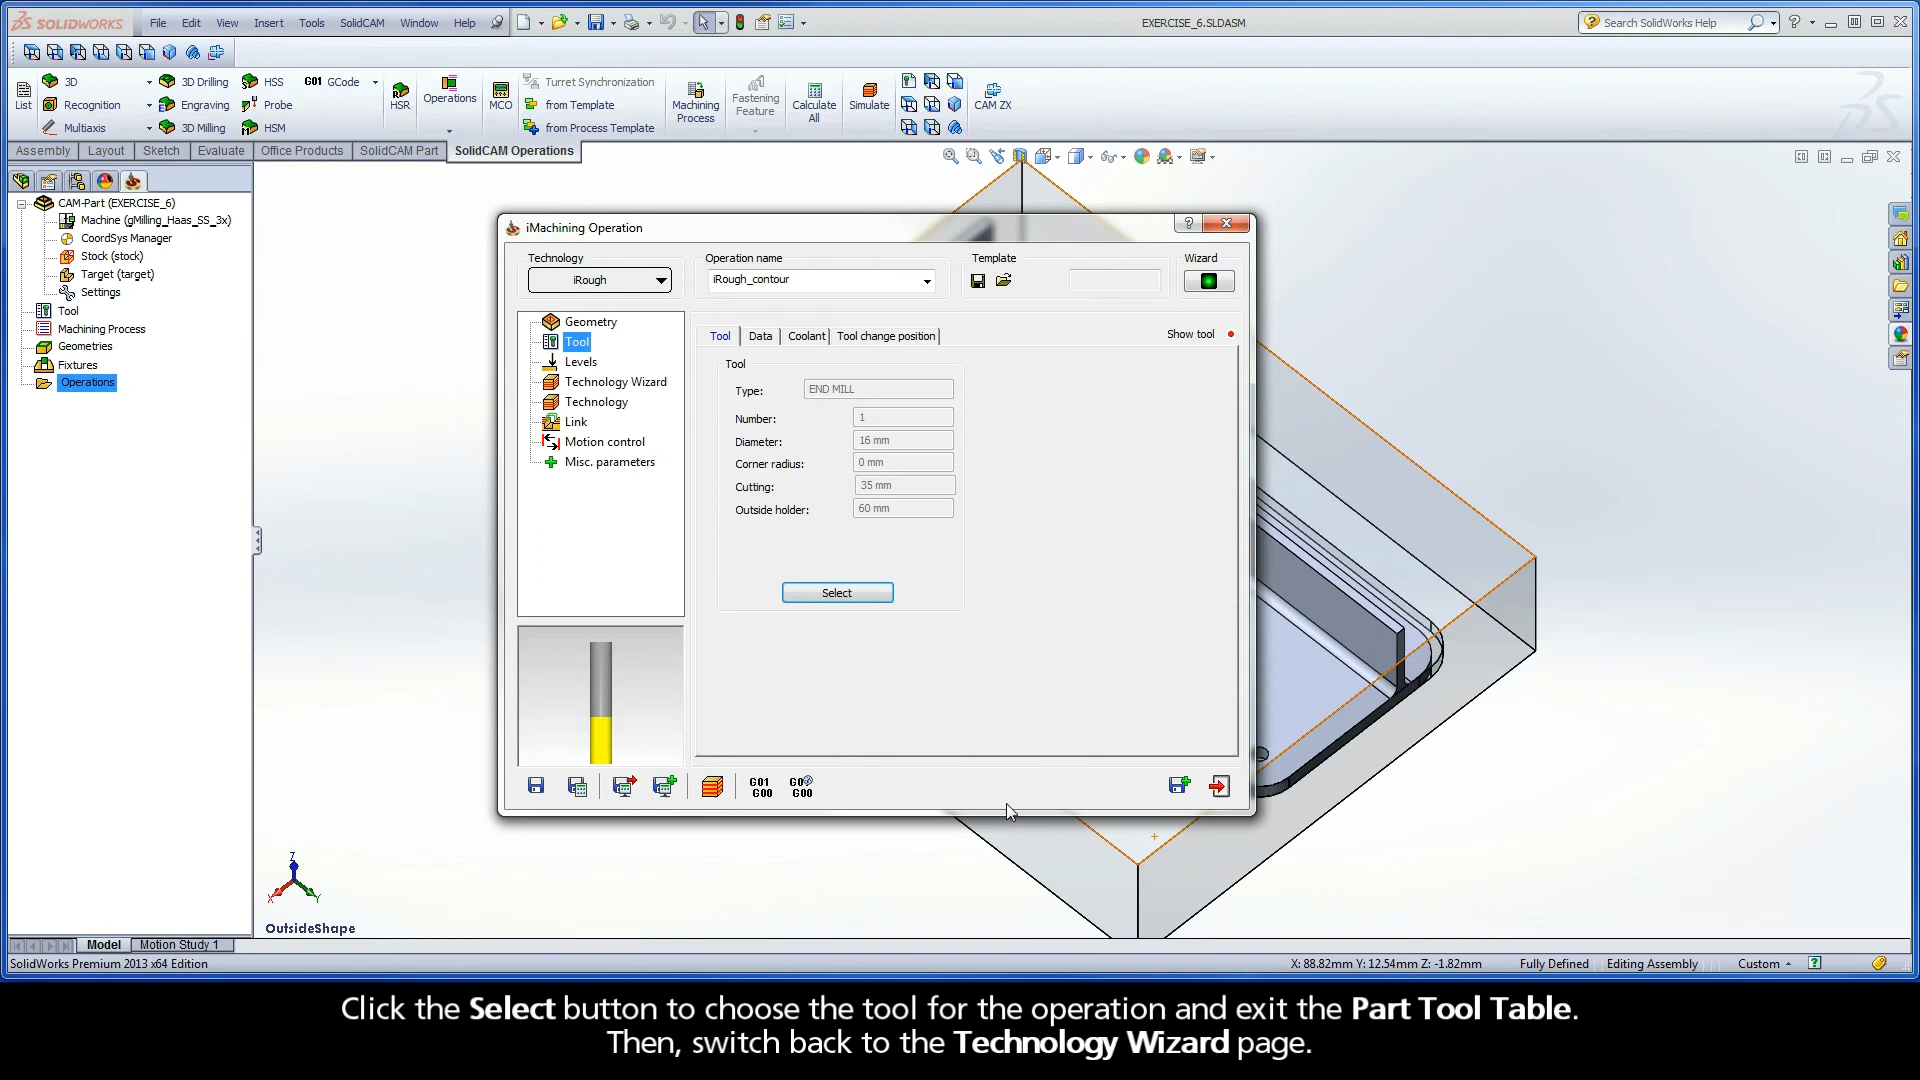 SOLIDWORKS File Edit View Insert Tools SolidCAM Window Help EXERCISE_6.SLDASM Search SolidWorks Help
3D 3D Drilling HSS G01 GCode Turret Synchronization
List Recognition Engraving Probe HSR Operations MCO from Template Machining Process Fastening Feature Calculate All Simulate CAM ZX
Multiaxis 3D Milling HSM from Process Template
Assembly Layout Sketch Evaluate Office Products SolidCAM Part SolidCAM Operations
CAM-Part (EXERCISE_6)
Machine (gMilling_Haas_SS_3x)
CoordSys Manager
Stock (stock)
Target (target)
Settings
Tool
Machining Process
Geometries
Fixtures
Operations
iMachining Operation
Technology Operation name Template Wizard
iRough iRough_contour
Geometry
Tool
Levels
Technology Wizard
Technology
Link
Motion control
Misc. parameters
Tool Data Coolant Tool change position Show tool
Tool
Type: END MILL
Number: 1
Diameter: 16 mm
Corner radius: 0 mm
Cutting: 35 mm
Outside holder: 60 mm
Select
G01 G00
G00
Z
X Y
OutsideShape
Model Motion Study 1
SolidWorks Premium 2013 x64 Edition X: 88.82mm Y: 12.54mm Z: -1.82mm Fully Defined Editing Assembly Custom
Click the Select button to choose the tool for the operation and exit the Part Tool Table.
Then, switch back to the Technology Wizard page.